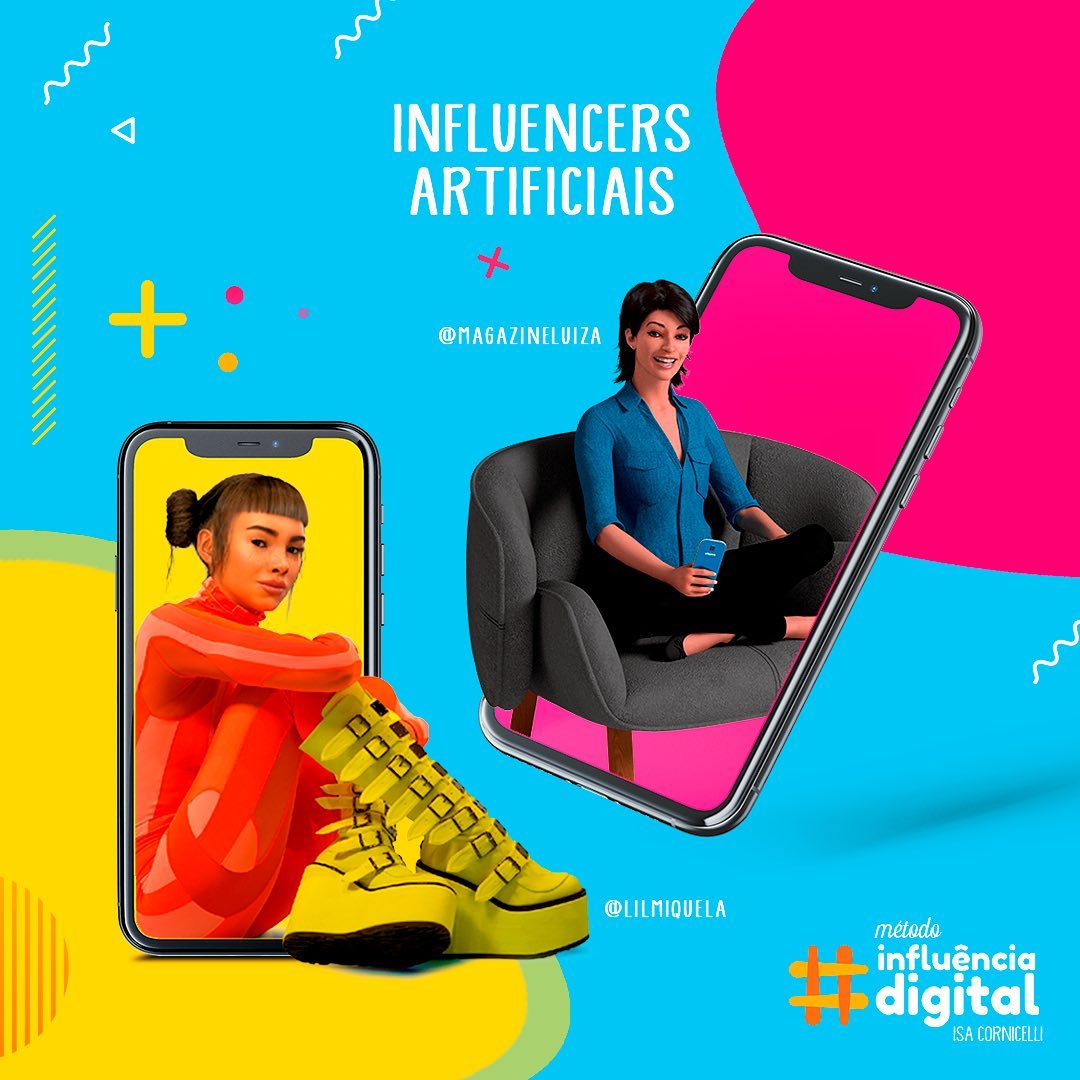 INFLUENCERS
ARTIFICIAIS
@MAGAZINELUIZA
@LILMIQUELA
método
# influência
digital
ISA CORNICELLI